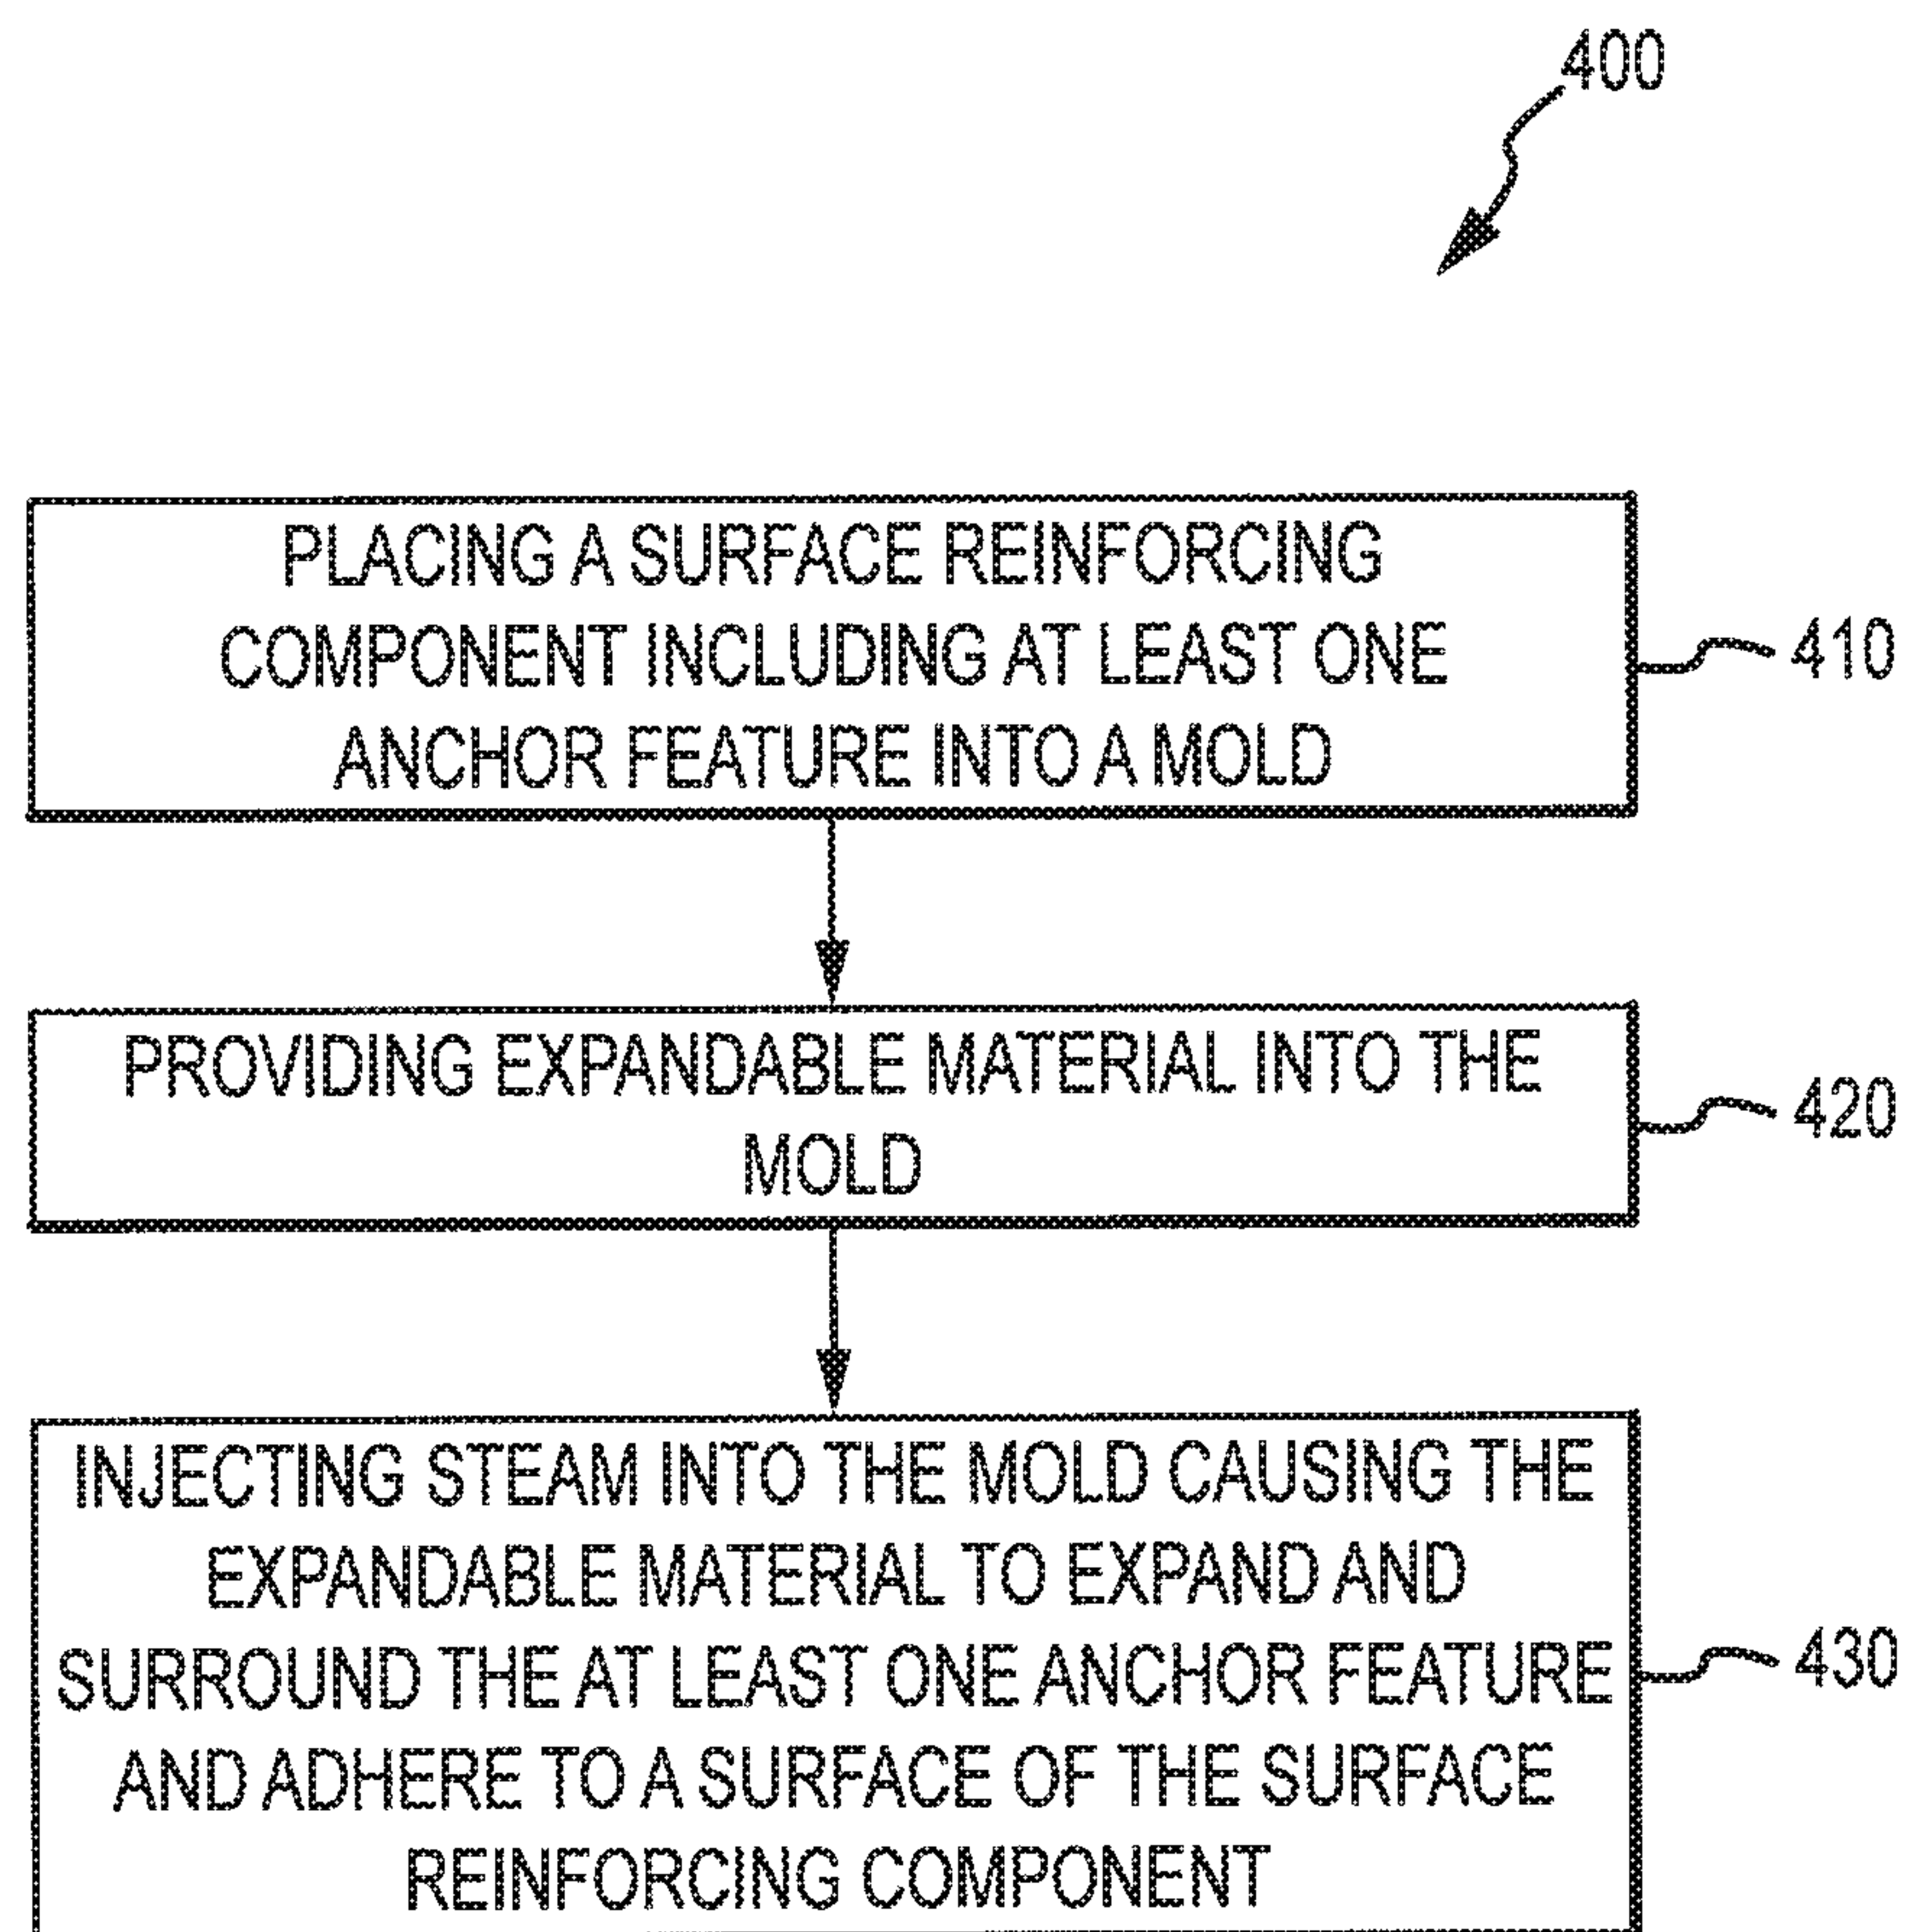 400
PLACING A SURFACE REINFORCING
COMPONENT INCLUDING AT LEAST ONE
ANCHOR FEATURE INTO A MOLD
410
PROVIDING EXPANDABLE MATERIAL INTO THE
MOLD
420
INJECTING STEAM INTO THE MOLD CAUSING THE
EXPANDABLE MATERIAL TO EXPAND AND
SURROUND THE AT LEAST ONE ANCHOR FEATURE
AND ADHERE TO A SURFACE OF THE SURFACE
REINFORCING COMPONENT
430